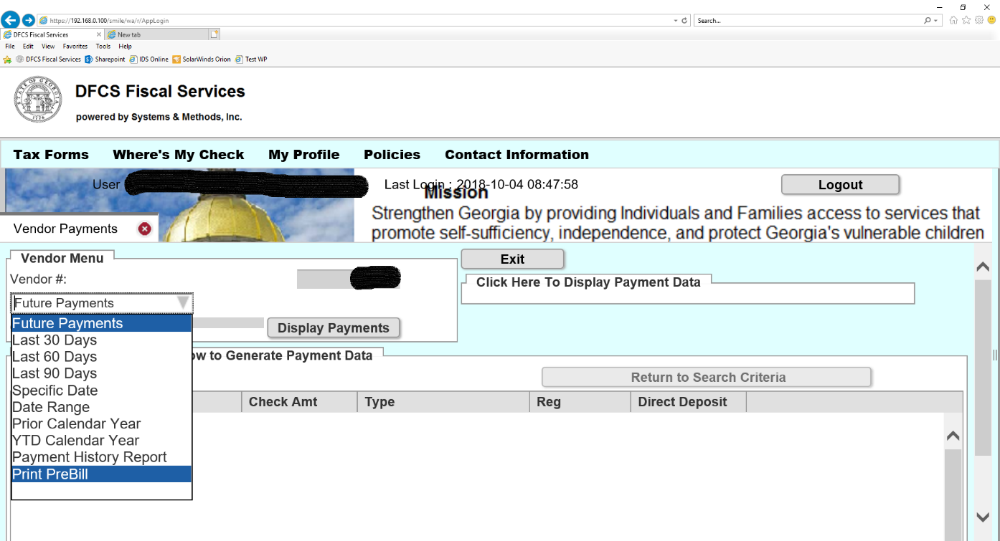 https://192.168.0.100/smile/wa/r/AppLogin
Search...
DFCS Fiscal Services
New tab
File Edit View Favorites Tools Help
DFCS Fiscal Services Sharepoint IDS Online SolarWinds Orion Test WP
STATE OF GEORGIA
1776
DFCS Fiscal Services
powered by Systems & Methods, Inc.
Tax Forms Where's My Check My Profile Policies Contact Information
User
Last Login : 2018-10-04 08:47:58
Logout
Mission
Strengthen Georgia by providing Individuals and Families access to services that
promote self-sufficiency, independence, and protect Georgia's vulnerable children
Vendor Payments
Vendor Menu
Exit
Vendor #:
Click Here To Display Payment Data
Future Payments
Display Payments
Future Payments
Last 30 Days
Last 60 Days
Last 90 Days
Specific Date
Date Range
Prior Calendar Year
YTD Calendar Year
Payment History Report
Print PreBill
to Generate Payment Data
Return to Search Criteria
Check Amt Type Reg Direct Deposit